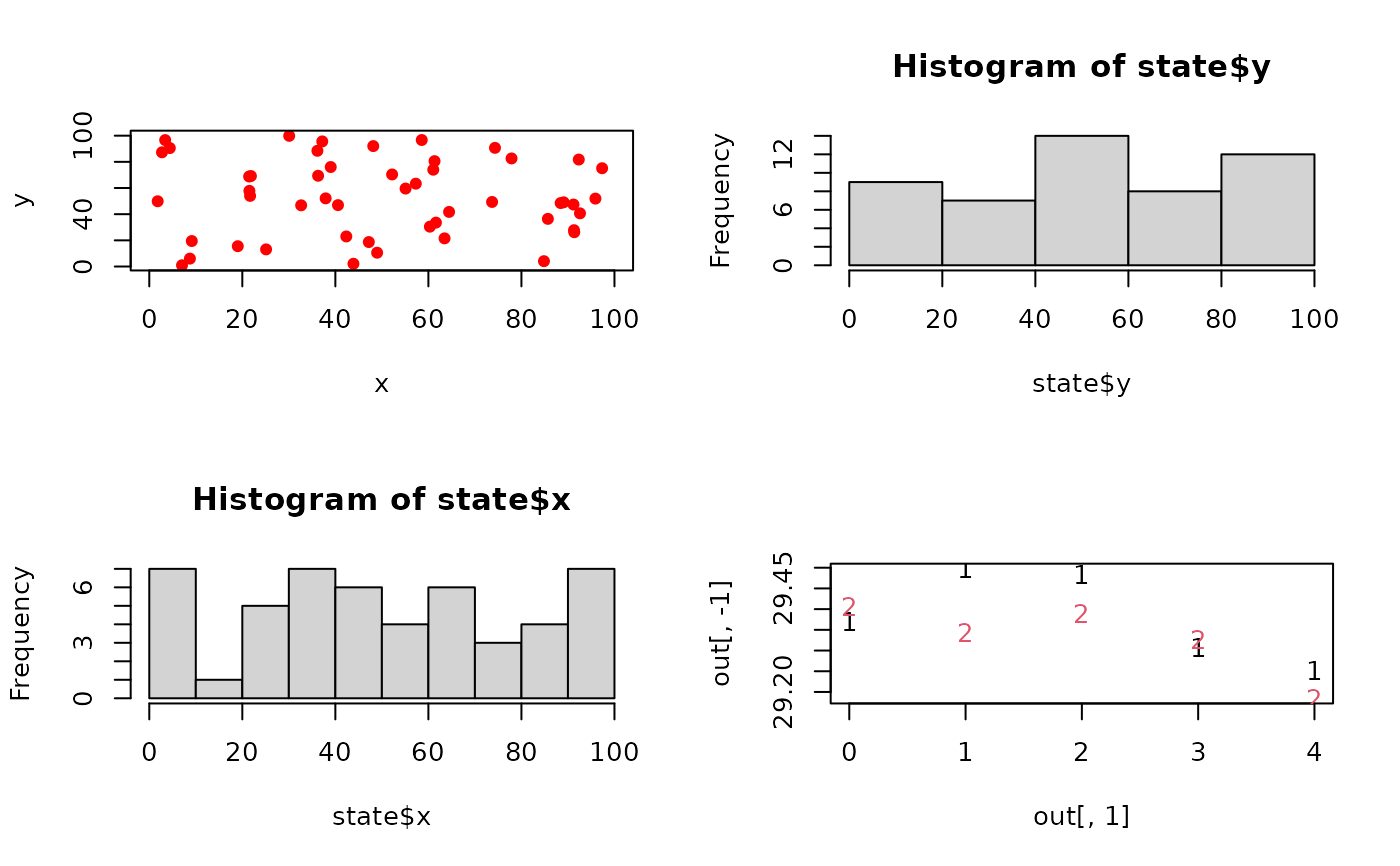 y
0 40 100
0 20 40 60 80 100
x
Histogram of state$y
Frequency
0 6 12
0 20 40 60 80 100
state$y
Histogram of state$x
Frequency
0 3 6
0 20 40 60 80 100
state$x
out[, -1]
29.20 29.45
1 1 1 1 1
2 2 2 2 2
0 1 2 3 4
out[, 1]